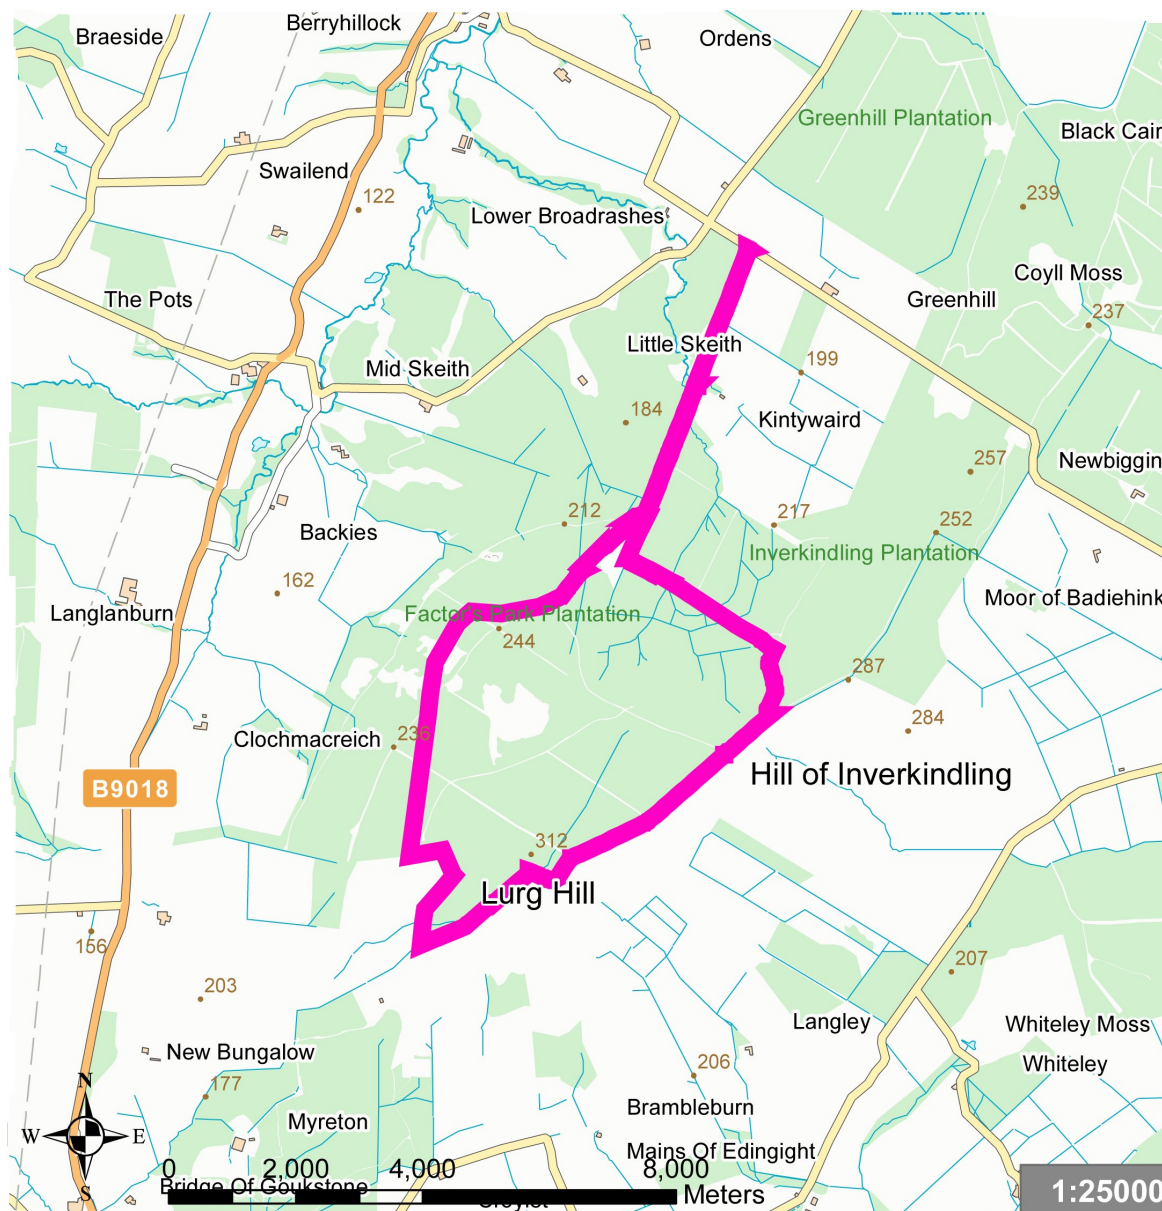 Link Burn
Berryhillock
Braeside
Ordens
Greenhill Plantation
Black Cair
Swailend
122
239
Lower Broadrashes
Coyll Moss
The Pots
Greenhill
237
Little Skeith
Mid Skeith
199
184
Kintywaird
257
Newbiggin
212
217
252
Backies
Inverkindling Plantation
162
Moor of Badiehink
Langlanburn
Factor's Park Plantation
244
287
284
236
Clochmacreich
Hill of Inverkindling
B9018
312
Lurg Hill
156
207
203
Langley
Whiteley Moss
New Bungalow
206
Whiteley
177
N
Brambleburn
Myreton
W
E
Mains Of Edingight
0
2,000
4,000
8,000
Bridge Of Goukstone
S
Meters
1:25000